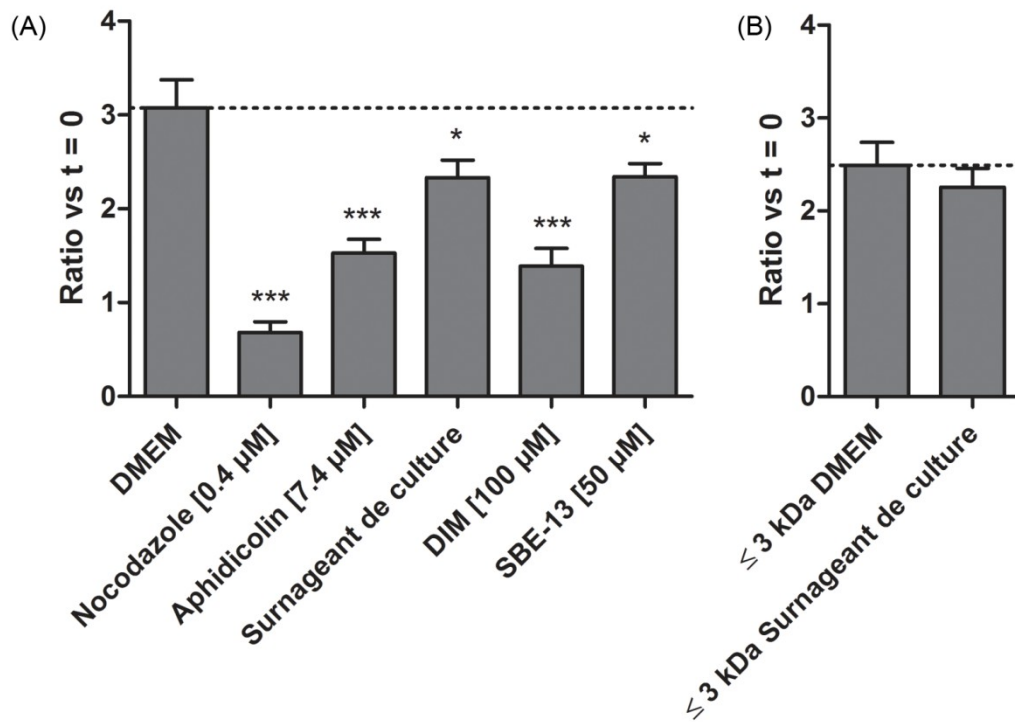 (A)
Ratio vs t = 0
4
3
2
1
0
***
***
*
***
*
DMEM
Nocodazole [0.4 µM]
Aphidicolin [7.4 µM]
Surnageant de culture
DIM [100 µM]
SBE-13 [50 µM]
(B)
Ratio vs t = 0
4
3
2
1
0
≤ 3 kDa DMEM
≤ 3 kDa Surnageant de culture